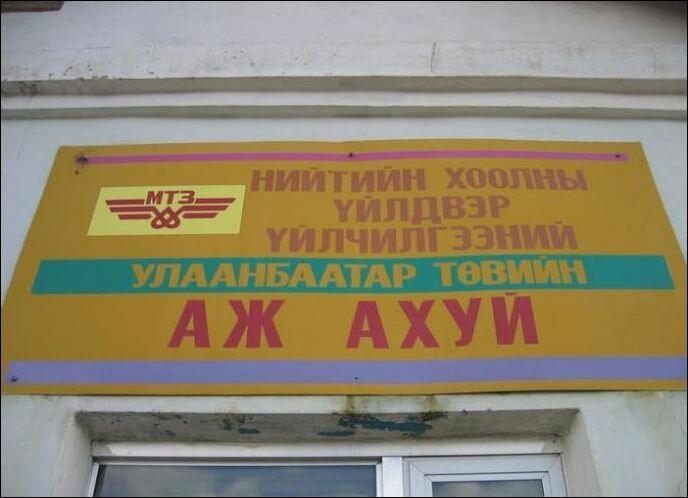 МТЗ
НИЙТИЙН ХООЛНЫ
ҮЙЛДВЭР
ҮЙЛЧИЛГЭЭНИЙ
УЛААНБААТАР ТӨВИЙН
АЖ АХУЙ